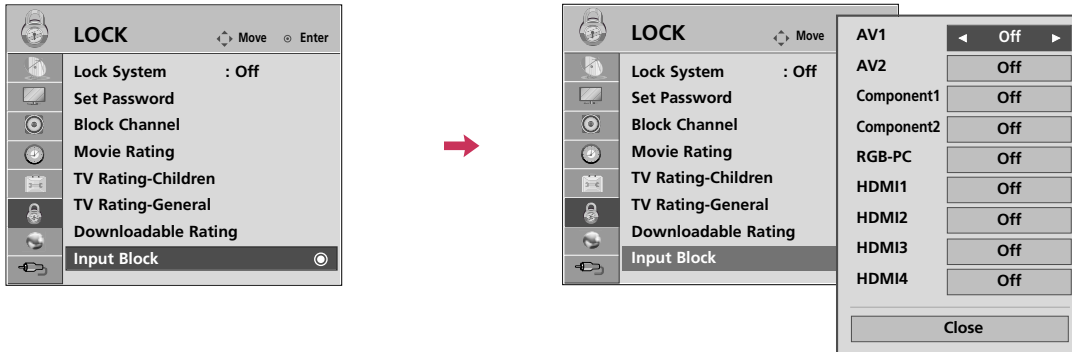 LOCK Move Enter
Lock System : Off
Set Password
Block Channel
Movie Rating
TV Rating-Children
TV Rating-General
Downloadable Rating
Input Block
LOCK Move
Lock System : Off
Set Password
Block Channel
Movie Rating
TV Rating-Children
TV Rating-General
Downloadable Rating
Input Block
AV1 ◄ Off ►
AV2 Off
Component1 Off
Component2 Off
RGB-PC Off
HDMI1 Off
HDMI2 Off
HDMI3 Off
HDMI4 Off
Close